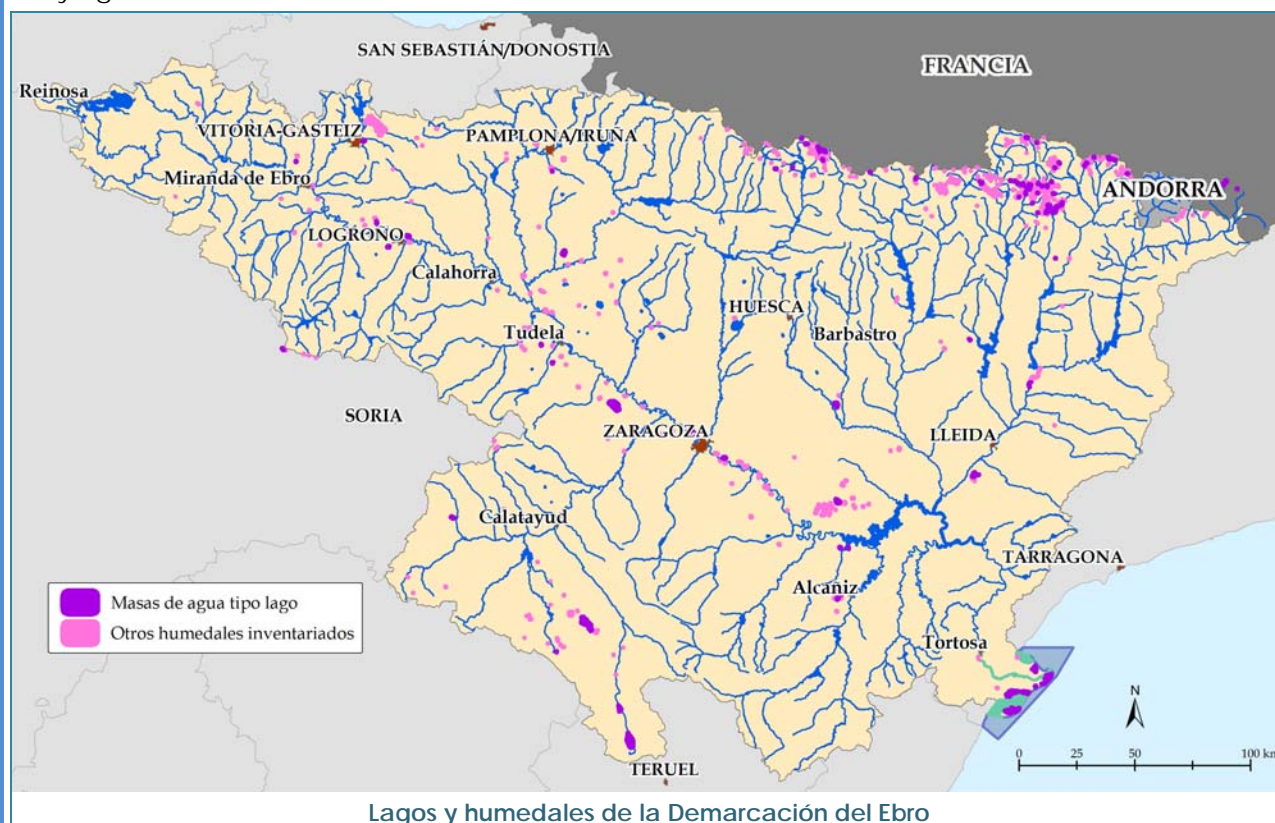 SAN SEBASTIÁN/DONOSTIA
FRANCIA
Reinosa
VITORIA-GASTEIZ
PAMPLONA/IRUÑA
Miranda de Ebro
ANDORRA
LOGROÑO
Calahorra
HUESCA
Tudela
Barbastro
SORIA
ZARAGOZA
LLEIDA
Calatayud
TARRAGONA
Alcañiz
Masas de agua tipo lago
Otros humedales inventariados
Tortosa
N
0 25 50 100 km
TERUEL
Lagos y humedales de la Demarcación del Ebro